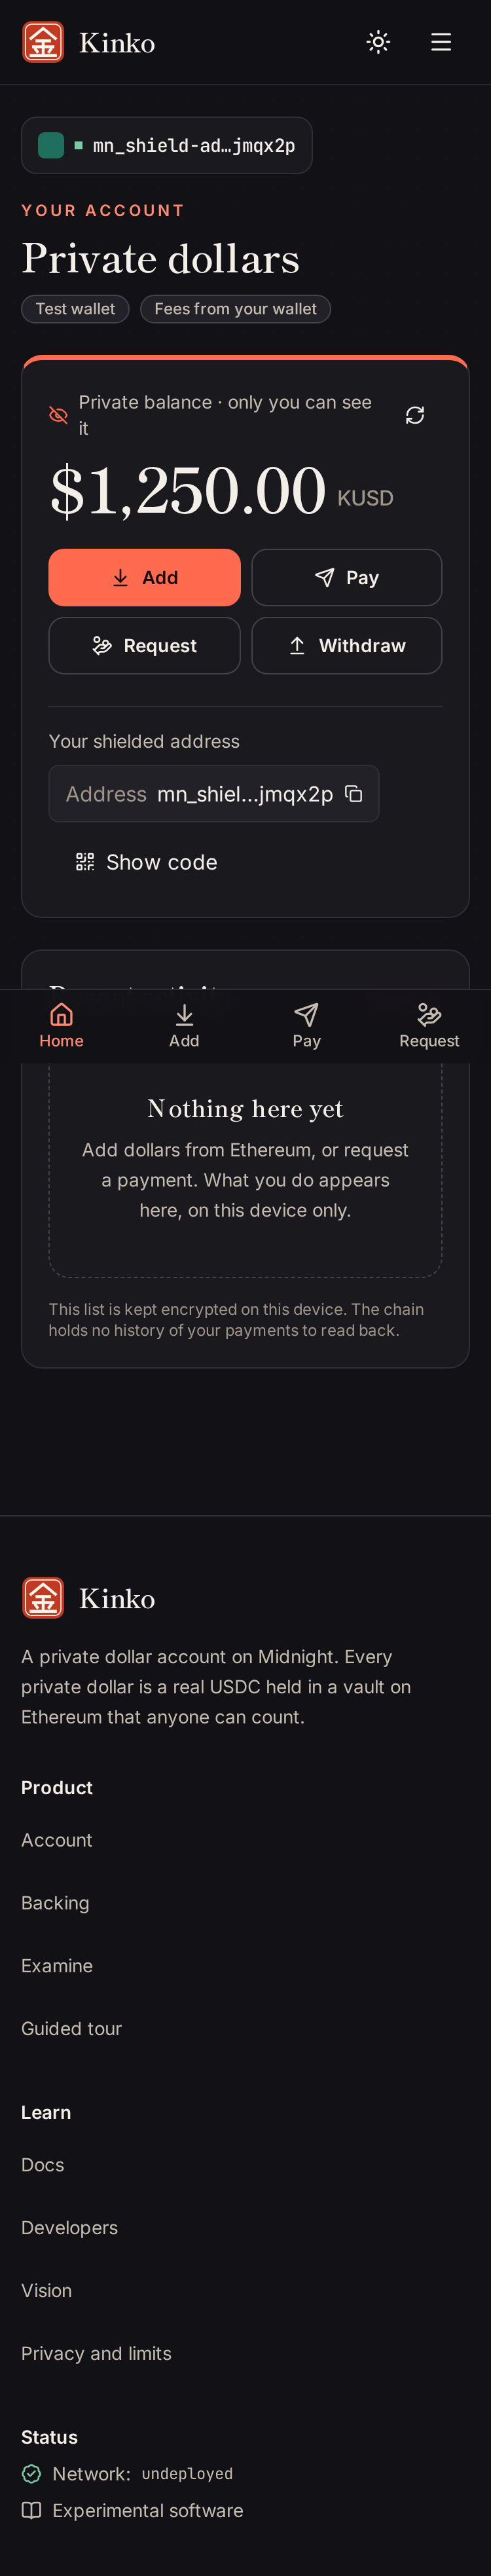 金 Kinko
mn_shield-ad…jmqx2p
YOUR ACCOUNT
Private dollars
Test wallet Fees from your wallet
Private balance · only you can see
it
$1,250.00 KUSD
Add Pay
Request Withdraw
Your shielded address
Address mn_shiel...jmqx2p
Show code
Home Add Pay Request
Nothing here yet
Add dollars from Ethereum, or request
a payment. What you do appears
here, on this device only.
This list is kept encrypted on this device. The chain
holds no history of your payments to read back.
金 Kinko
A private dollar account on Midnight. Every
private dollar is a real USDC held in a vault on
Ethereum that anyone can count.
Product
Account
Backing
Examine
Guided tour
Learn
Docs
Developers
Vision
Privacy and limits
Status
Network: undeployed
Experimental software